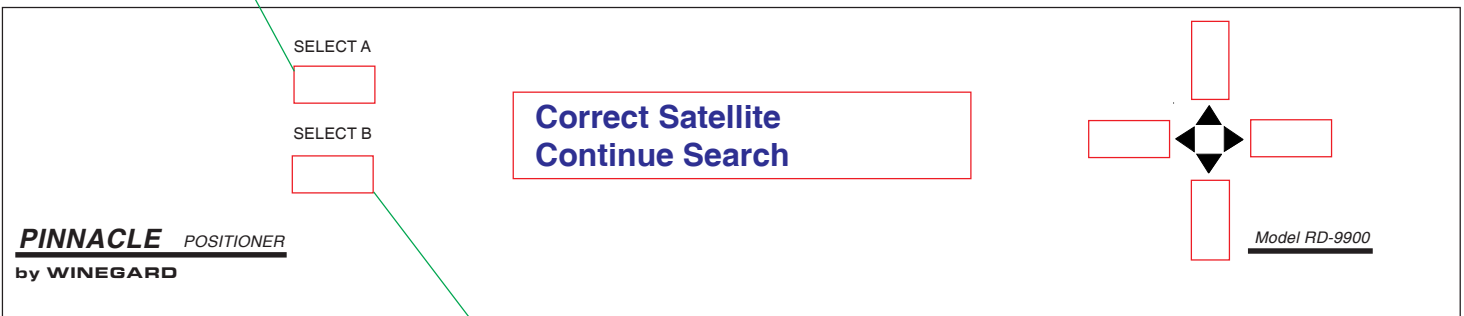 SELECT A
SELECT B
Correct Satellite
Continue Search
PINNACLE POSITIONER
by WINEGARD
Model RD-9900